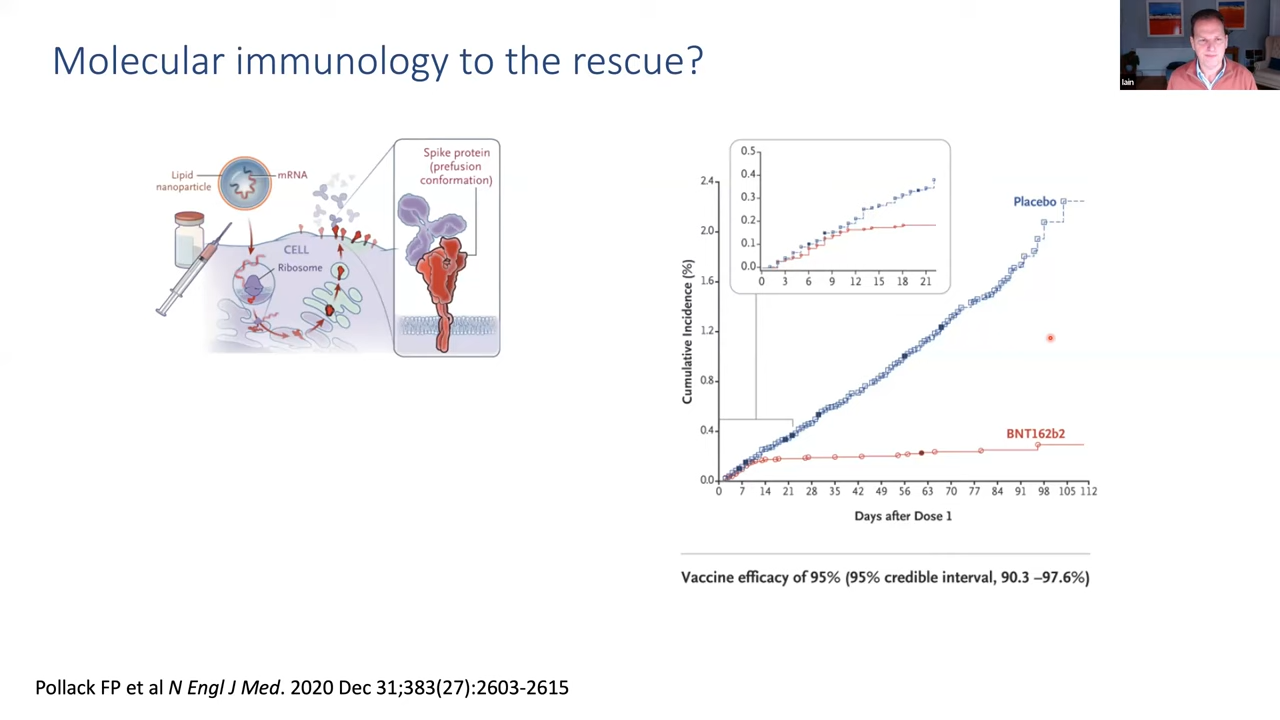 Molecular immunology to the rescue?
Iain
Lipid
nanoparticle
mRNA
CELL
Ribosome
Spike protein
(prefusion
conformation)
0.5
0.4
0.3
0.2
0.1
0.0
0 3 6 9 12 15 18 21
2.4
2.0
1.6
1.2
0.8
0.4
0.0
Cumulative Incidence (%)
Placebo
BNT162b2
0 7 14 21 28 35 42 49 56 63 70 77 84 91 98 105 112
Days after Dose 1
Vaccine efficacy of 95% (95% credible interval, 90.3 –97.6%)
Pollack FP et al N Engl J Med. 2020 Dec 31;383(27):2603-2615